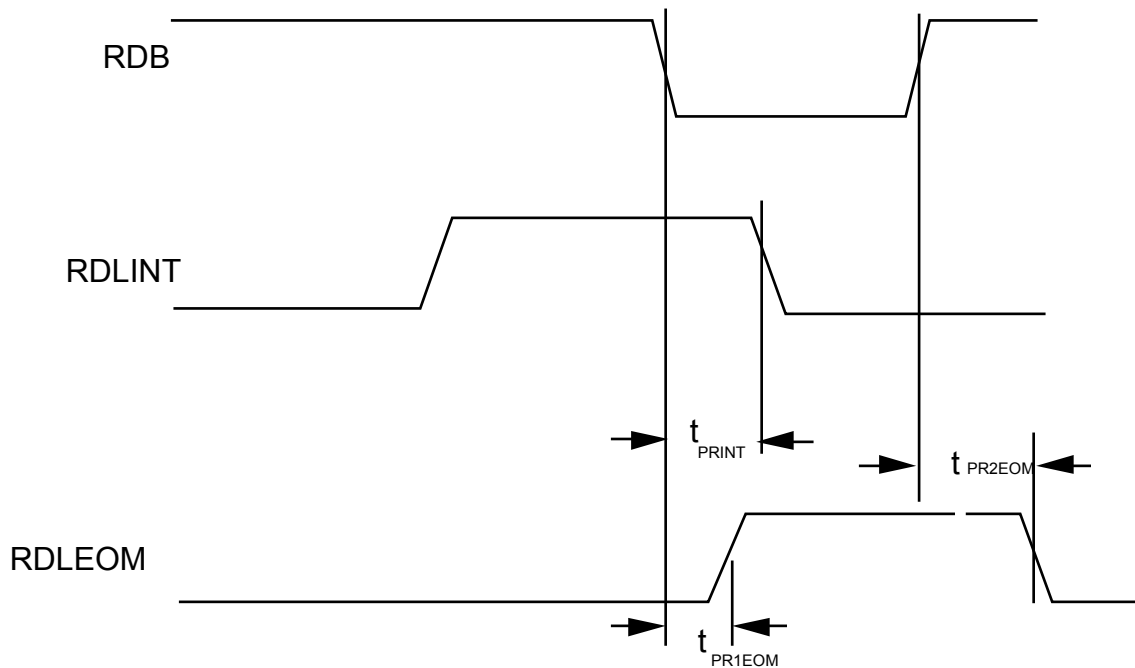 RDB
RDLINT
t PRINT
t PR2EOM
RDLEOM
t PR1EOM